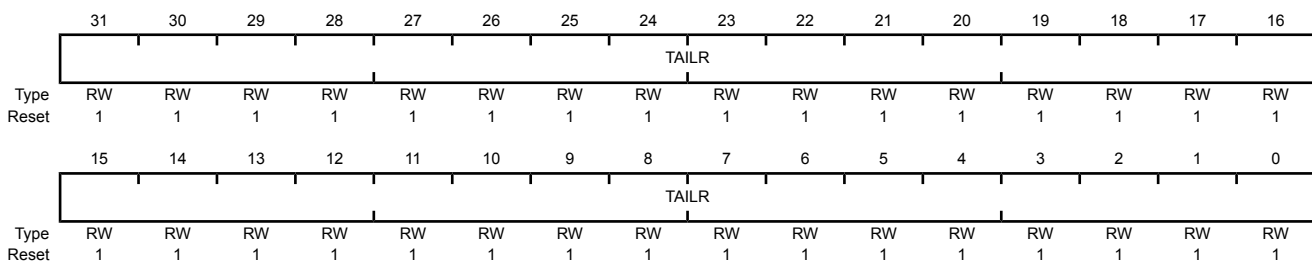 31 30 29 28 27 26 25 24 23 22 21 20 19 18 17 16
TAILR
Type RW RW RW RW RW RW RW RW RW RW RW RW RW RW RW RW
Reset 1 1 1 1 1 1 1 1 1 1 1 1 1 1 1 1
15 14 13 12 11 10 9 8 7 6 5 4 3 2 1 0
TAILR
Type RW RW RW RW RW RW RW RW RW RW RW RW RW RW RW RW
Reset 1 1 1 1 1 1 1 1 1 1 1 1 1 1 1 1